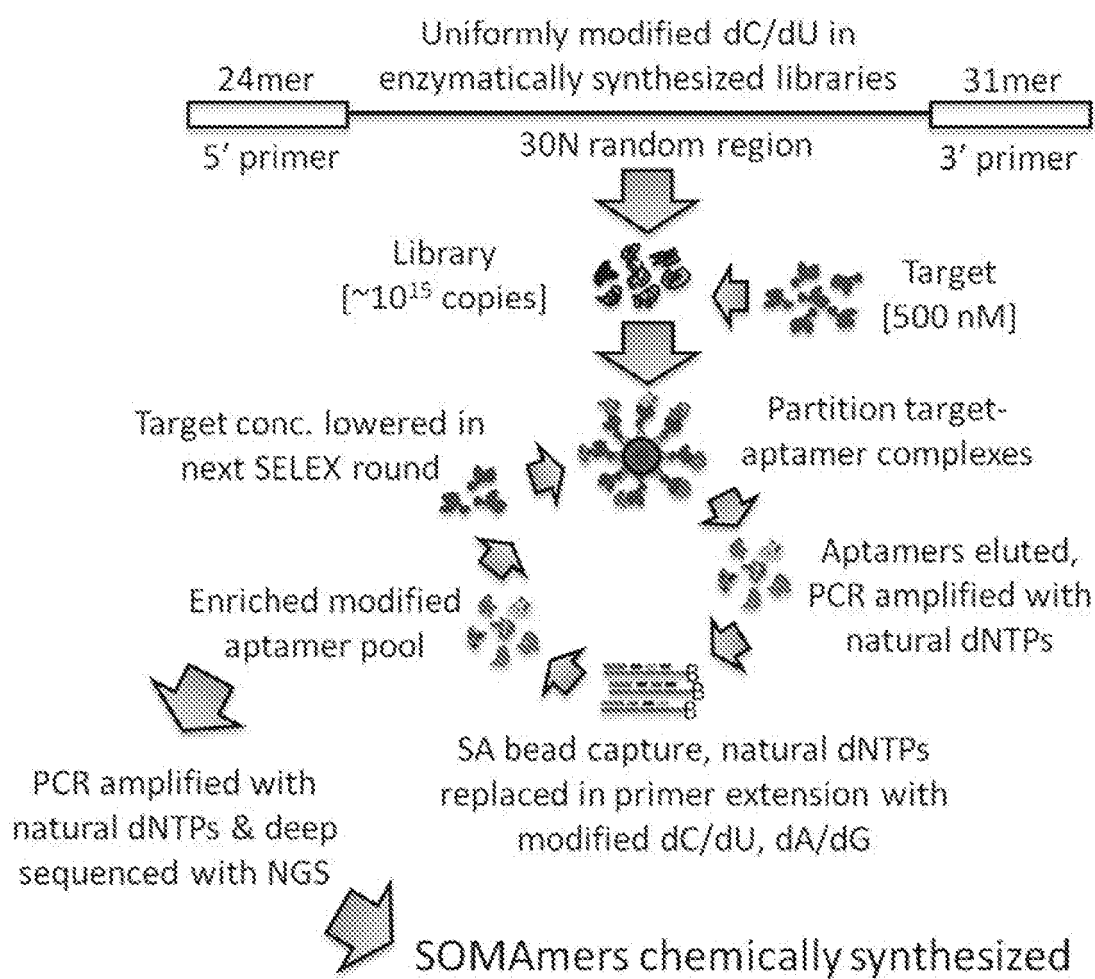 Uniformly modified dC/dU in
enzymatically synthesized libraries
24mer
31mer
5′ primer
30N random region
3′ primer
Library
[~10¹⁵ copies]
Target
[500 nM]
Partition target-
aptamer complexes
Target conc. lowered in
next SELEX round
Aptamers eluted,
PCR amplified with
natural dNTPs
Enriched modified
aptamer pool
B
B
B
SA bead capture, natural dNTPs
replaced in primer extension with
modified dC/dU, dA/dG
PCR amplified with
natural dNTPs & deep
sequenced with NGS
SOMAmers chemically synthesized